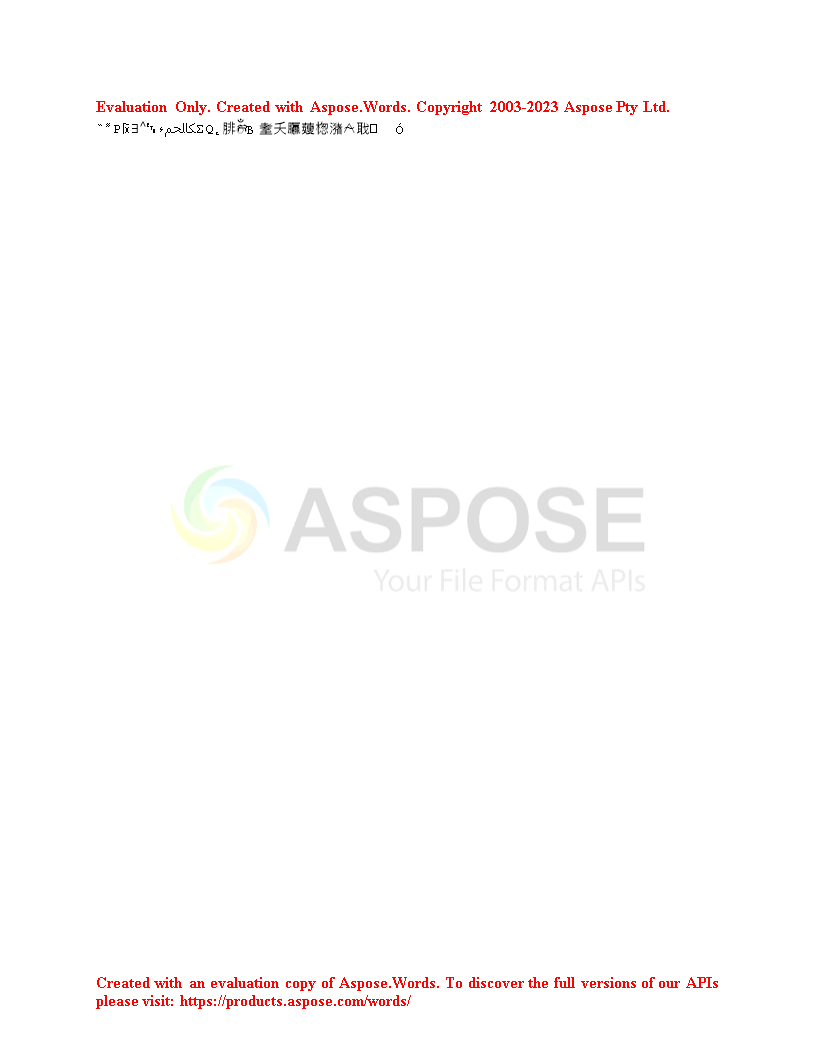 Evaluation Only. Created with Aspose.Words. Copyright 2003-2023 Aspose Pty Ltd.
ASPOSE
Your File Format APIs
Created with an evaluation copy of Aspose.Words. To discover the full versions of our APIs
please visit: https://products.aspose.com/words/